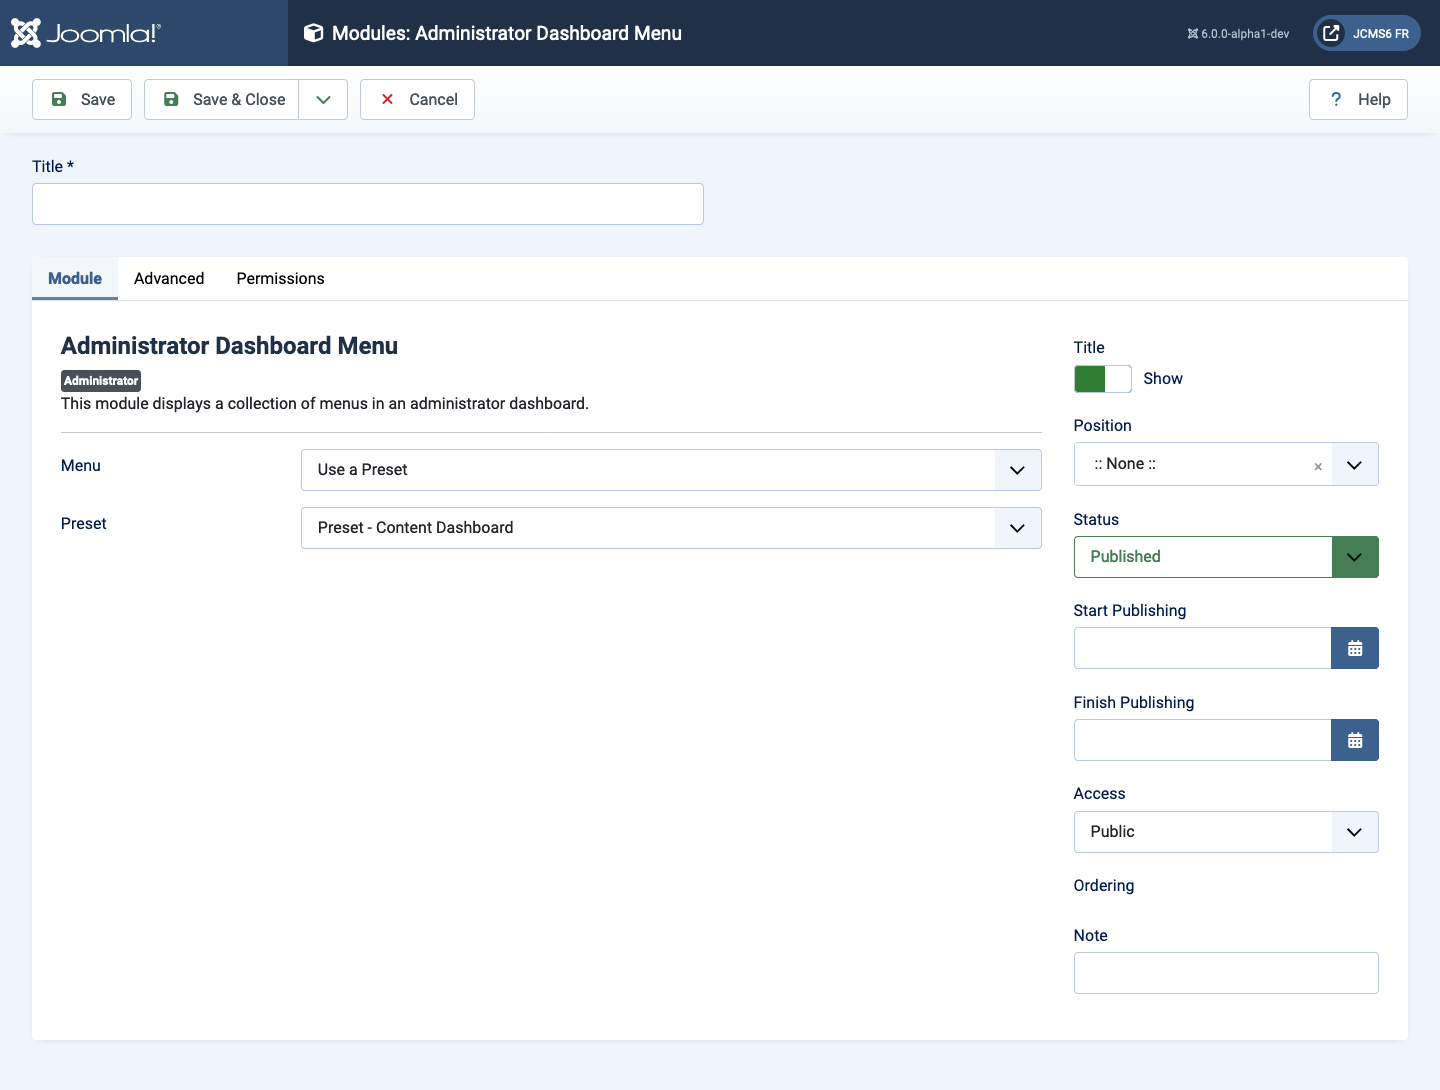 Joomla!®
Modules: Administrator Dashboard Menu
6.0.0-alpha1-dev
JCMS6 FR
Save
Save & Close
Cancel
? Help
Title *
Module
Advanced
Permissions
Administrator Dashboard Menu
Administrator
This module displays a collection of menus in an administrator dashboard.
Menu
Use a Preset
Preset
Preset - Content Dashboard
Title
Show
Position
:: None ::
×
Status
Published
Start Publishing
Finish Publishing
Access
Public
Ordering
Note